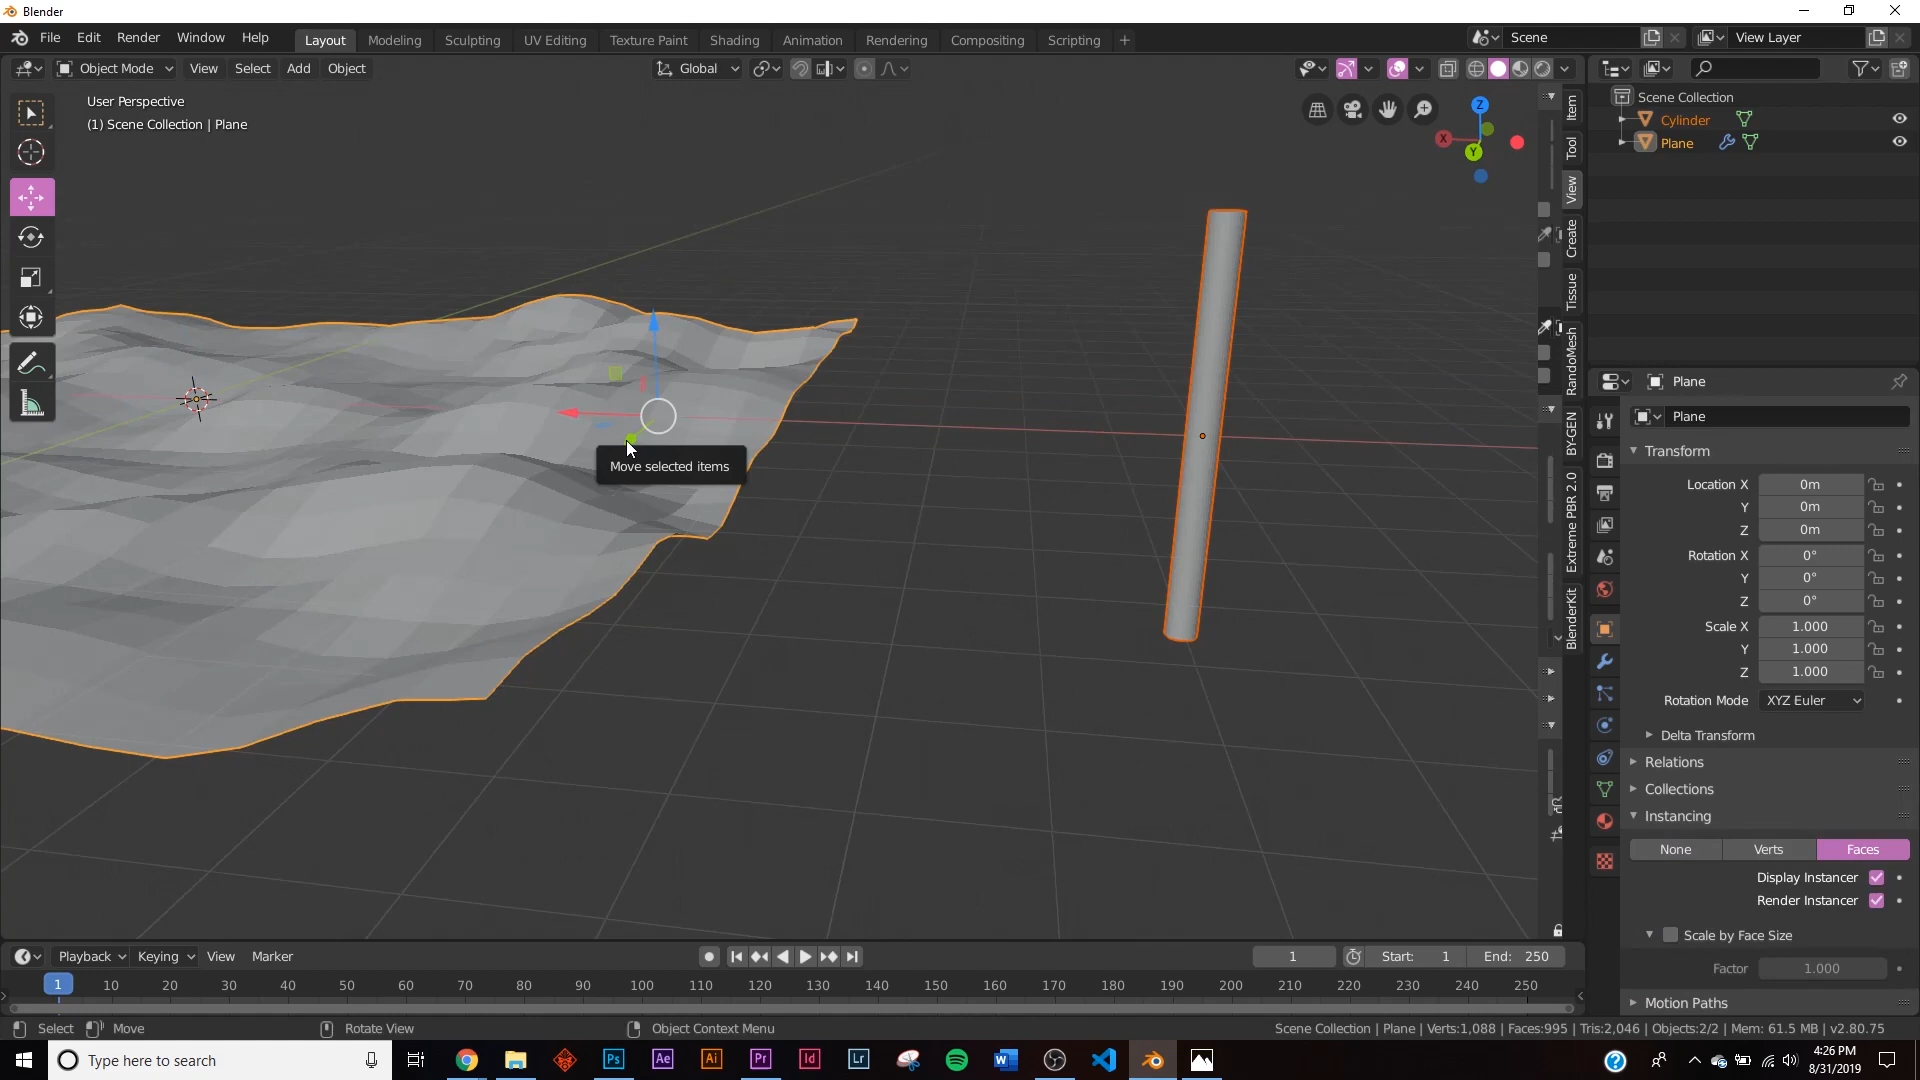 Blender
File Edit Render Window Help
Layout Modeling Sculpting UV Editing Texture Paint Shading Animation Rendering Compositing Scripting +
Scene
View Layer
Object Mode View Select Add Object
Global
User Perspective
(1) Scene Collection | Plane
Z
X
Y
Move selected items
Item
Tool
View
Create
Tissue
RandoMesh
BY-GEN
Extreme PBR 2.0
BlenderKit
Scene Collection
Cylinder
Plane
Plane
Plane
Transform
Location X 0m
Y 0m
Z 0m
Rotation X 0°
Y 0°
Z 0°
Scale X 1.000
Y 1.000
Z 1.000
Rotation Mode XYZ Euler
Delta Transform
Relations
Collections
Instancing
None Verts Faces
Display Instancer
Render Instancer
Scale by Face Size
Factor 1.000
Motion Paths
Playback Keying View Marker
1 Start: 1 End: 250
1 10 20 30 40 50 60 70 80 90 100 110 120 130 140 150 160 170 180 190 200 210 220 230 240 250
Select Move Rotate View Object Context Menu
Scene Collection | Plane | Verts:1,088 | Faces:995 | Tris:2,046 | Objects:2/2 | Mem: 61.5 MB | v2.80.75
Type here to search
Ps Ae Ai Pr Id Lr W
4:26 PM
8/31/2019